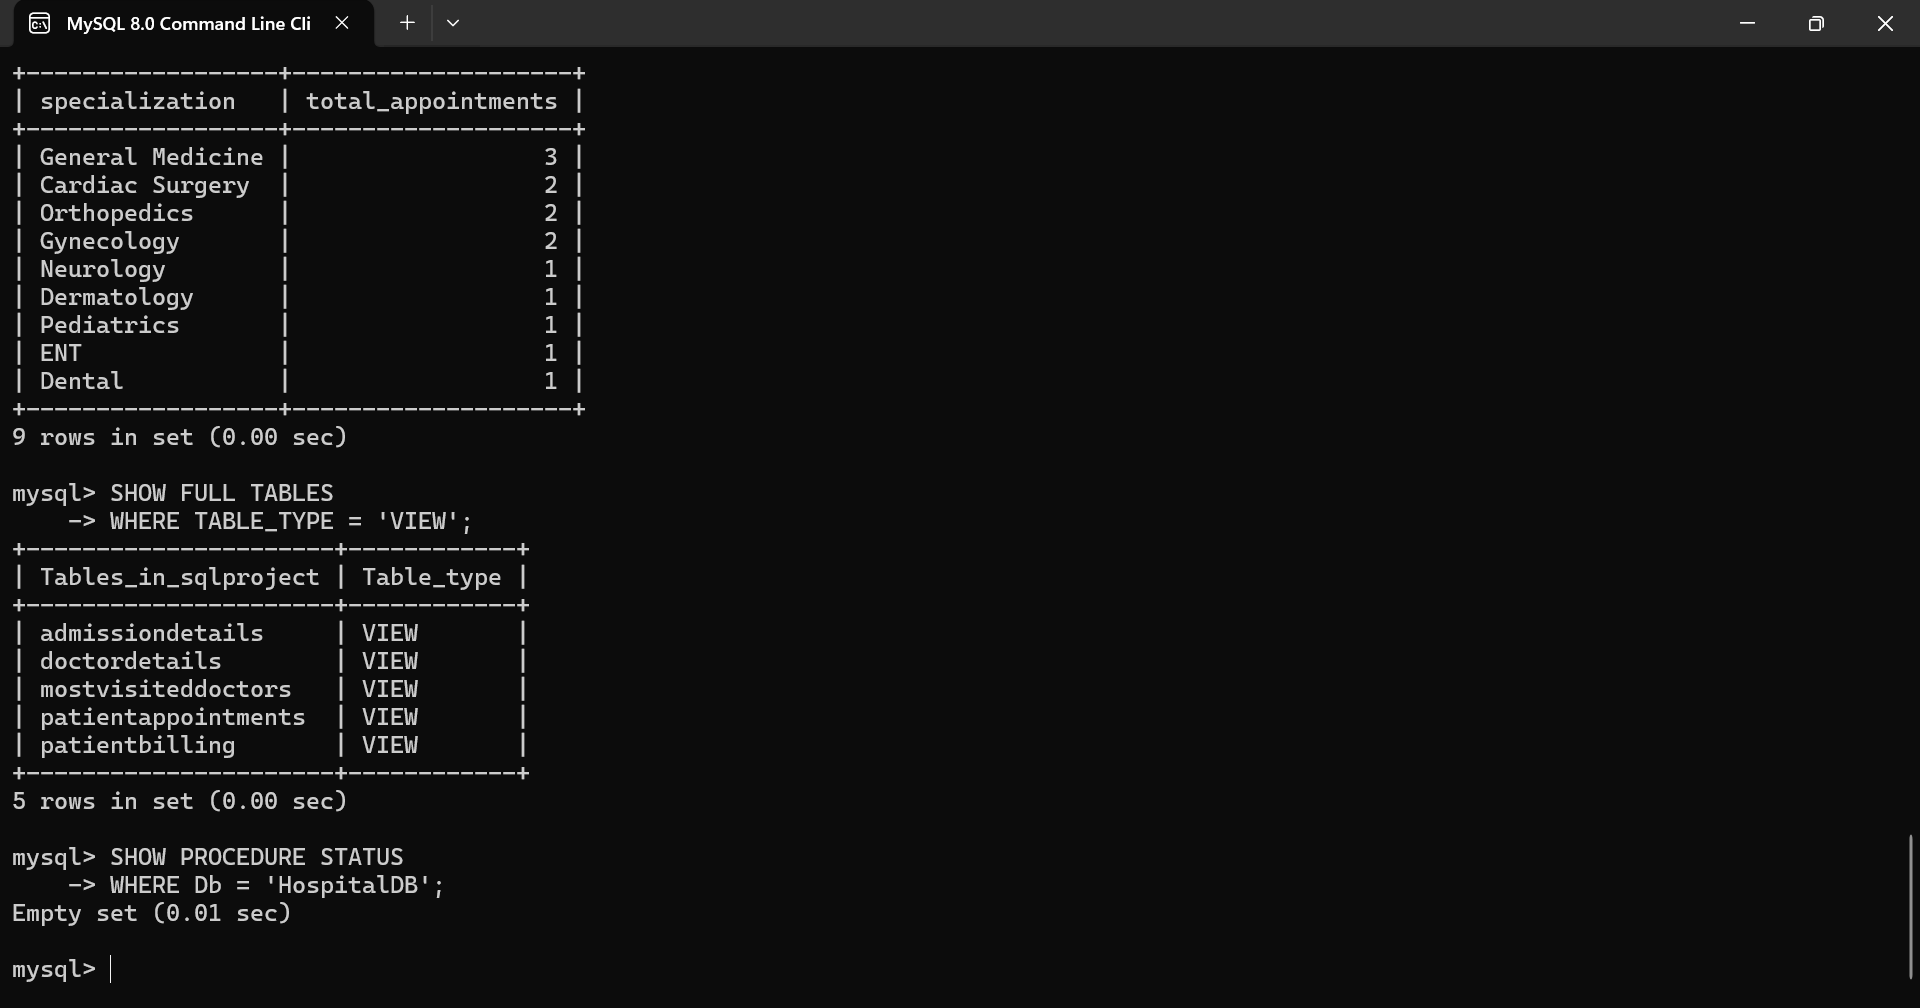 MySQL 8.0 Command Line Cli
+------------------+--------------------+
| specialization   | total_appointments |
+------------------+--------------------+
| General Medicine |                  3 |
| Cardiac Surgery  |                  2 |
| Orthopedics      |                  2 |
| Gynecology       |                  2 |
| Neurology        |                  1 |
| Dermatology      |                  1 |
| Pediatrics       |                  1 |
| ENT              |                  1 |
| Dental           |                  1 |
+------------------+--------------------+
9 rows in set (0.00 sec)
mysql> SHOW FULL TABLES
    -> WHERE TABLE_TYPE = 'VIEW';
+----------------------+------------+
| Tables_in_sqlproject | Table_type |
+----------------------+------------+
| admissiondetails     | VIEW       |
| doctordetails        | VIEW       |
| mostvisiteddoctors   | VIEW       |
| patientappointments  | VIEW       |
| patientbilling       | VIEW       |
+----------------------+------------+
5 rows in set (0.00 sec)
mysql> SHOW PROCEDURE STATUS
    -> WHERE Db = 'HospitalDB';
Empty set (0.01 sec)
mysql>